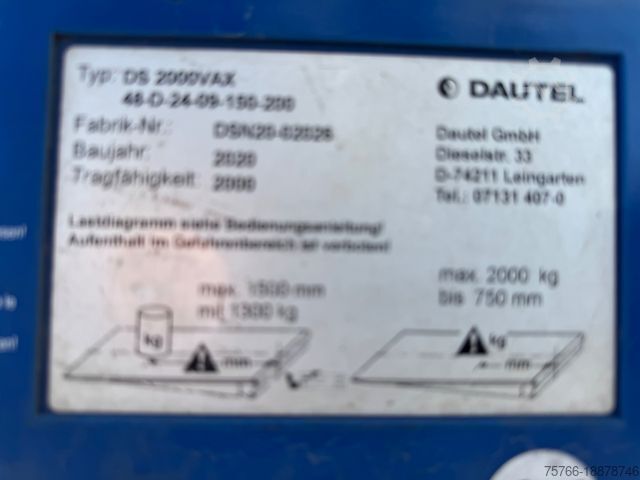 Typ: DS 2000VAX
48-D-24-09-150-200
Fabrik-Nr.:
Baujahr: 2020
Tragfähigkeit: 2000
DAUTEL
Dautel GmbH
Dieselstr. 33
D-74211 Leingarten
Tel.: 07131 407-0
Lastdiagramm siehe Bedienungsanleitung!
Aufenthalt im Gefahrenbereich ist verboten!
max. 1500 mm
mit 1300 kg
max. 2000 kg
bis 750 mm
kg
mm
kg
mm
75766-18878746